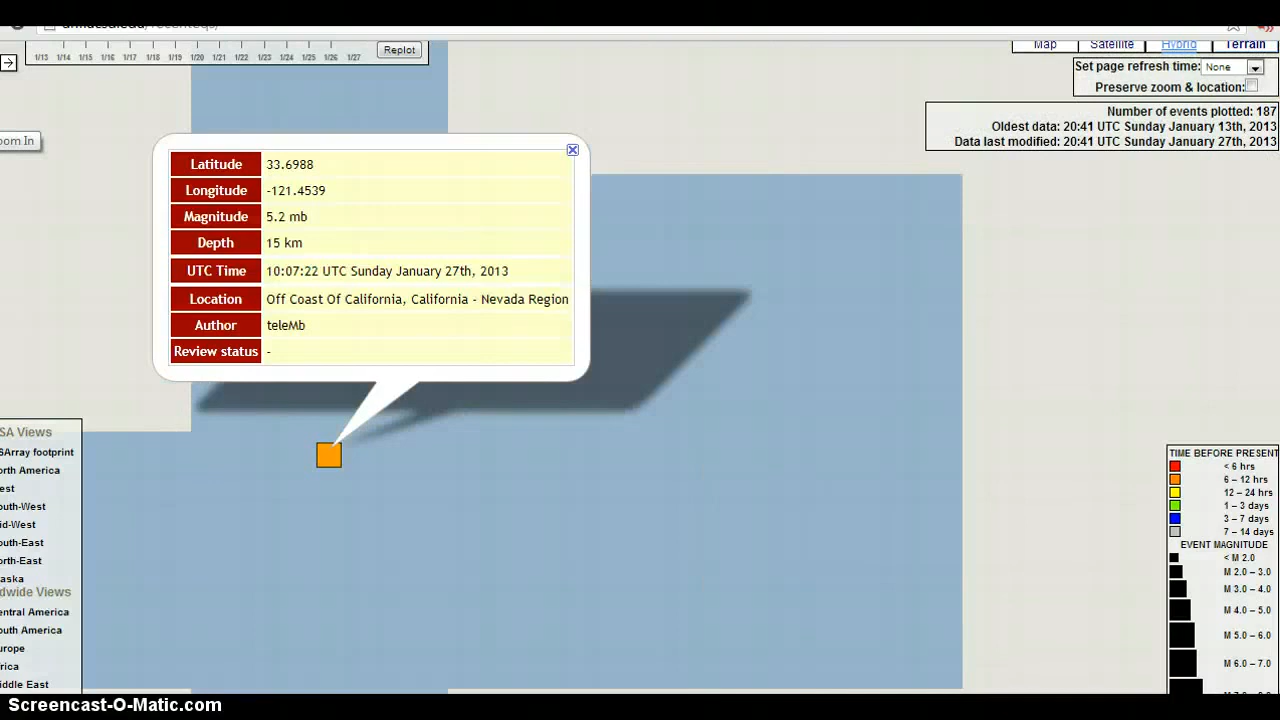 1/13 1/14 1/15 1/16 1/17 1/18 1/19 1/20 1/21 1/22 1/23 1/24 1/25 1/26 1/27
Replot
Map Satellite Hybrid Terrain
Set page refresh time: None
Preserve zoom & location:
Number of events plotted: 187
Oldest data: 20:41 UTC Sunday January 13th, 2013
Data last modified: 20:41 UTC Sunday January 27th, 2013
oom In
Latitude 33.6988
Longitude -121.4539
Magnitude 5.2 mb
Depth 15 km
UTC Time 10:07:22 UTC Sunday January 27th, 2013
Location Off Coast Of California, California - Nevada Region
Author teleMb
Review status -
SA Views
SArray footprint
orth America
est
outh-West
id-West
outh-East
orth-East
aska
dwide Views
entral America
outh America
urope
rica
iddle East
TIME BEFORE PRESENT
< 6 hrs
6 – 12 hrs
12 – 24 hrs
1 – 3 days
3 – 7 days
7 – 14 days
EVENT MAGNITUDE
< M 2.0
M 2.0 – 3.0
M 3.0 – 4.0
M 4.0 – 5.0
M 5.0 – 6.0
M 6.0 – 7.0
Screencast-O-Matic.com